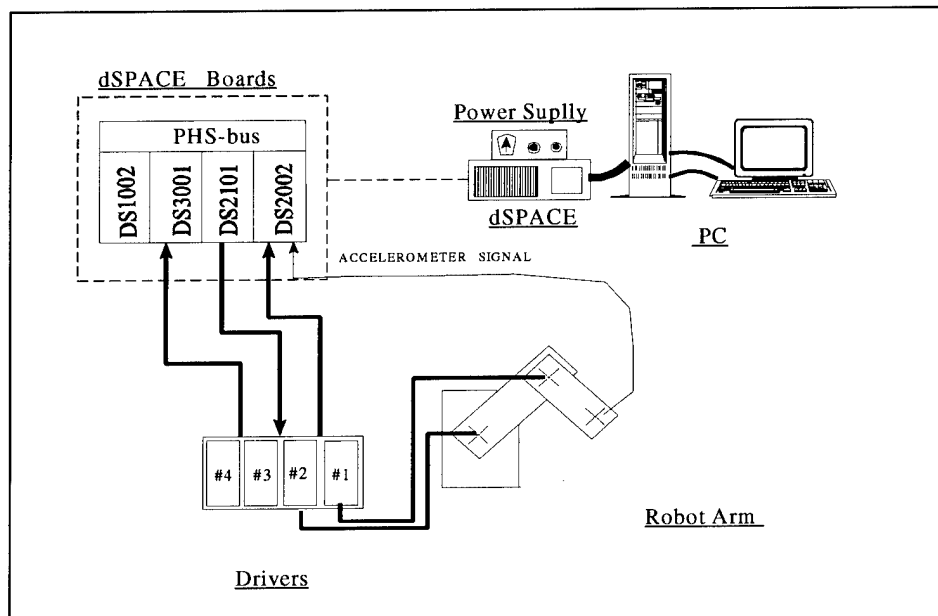 dSPACE Boards
PHS-bus
DS1002
DS3001
DS2101
DS2002
Power Suplly
dSPACE
PC
ACCELEROMETER SIGNAL
#4
#3
#2
#1
Robot Arm
Drivers